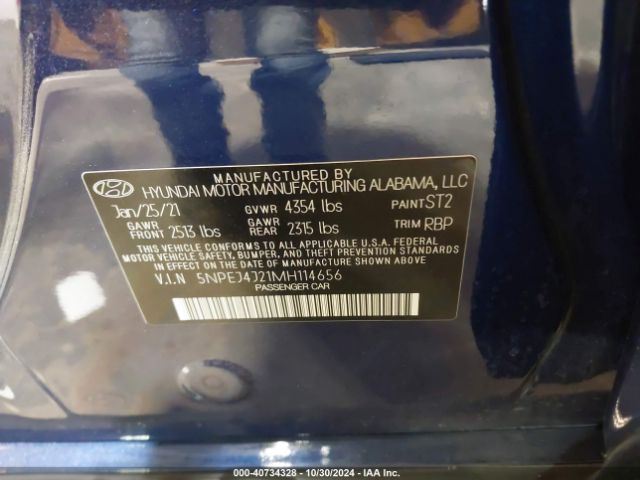 MANUFACTURED BY
HYUNDAI MOTOR MANUFACTURING ALABAMA, LLC
Jan/25/21 GVWR 4354 lbs PAINT ST2
GAWR FRONT 2513 lbs GAWR REAR 2315 lbs TRIM RBP
THIS VEHICLE CONFORMS TO ALL APPLICABLE U.S.A. FEDERAL
MOTOR VEHICLE SAFETY, BUMPER, AND THEFT PREVENTION STANDARDS
IN EFFECT ON THE DATE OF MANUFACTURE SHOWN ABOVE.
V.I.N 5NPEJ4J21MH114656
PASSENGER CAR
000-40734328 - 10/30/2024 - IAA Inc.